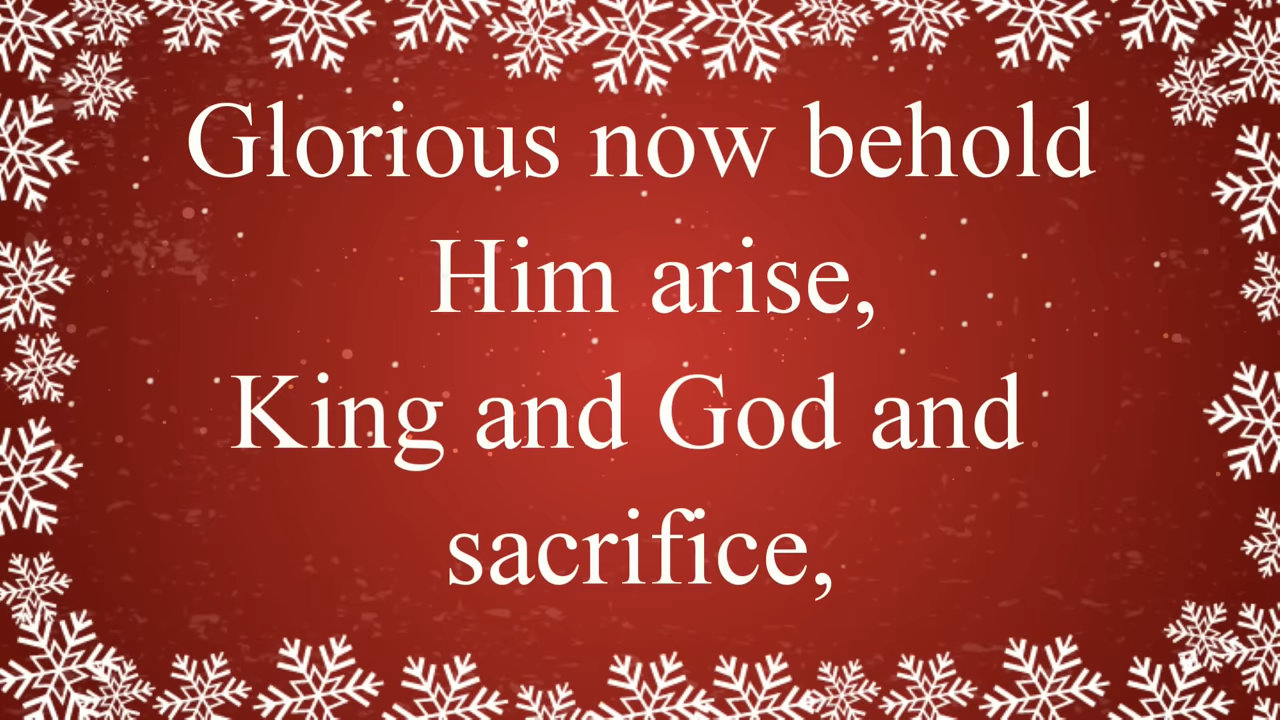 Glorious now behold
Him arise,
King and God and
sacrifice,